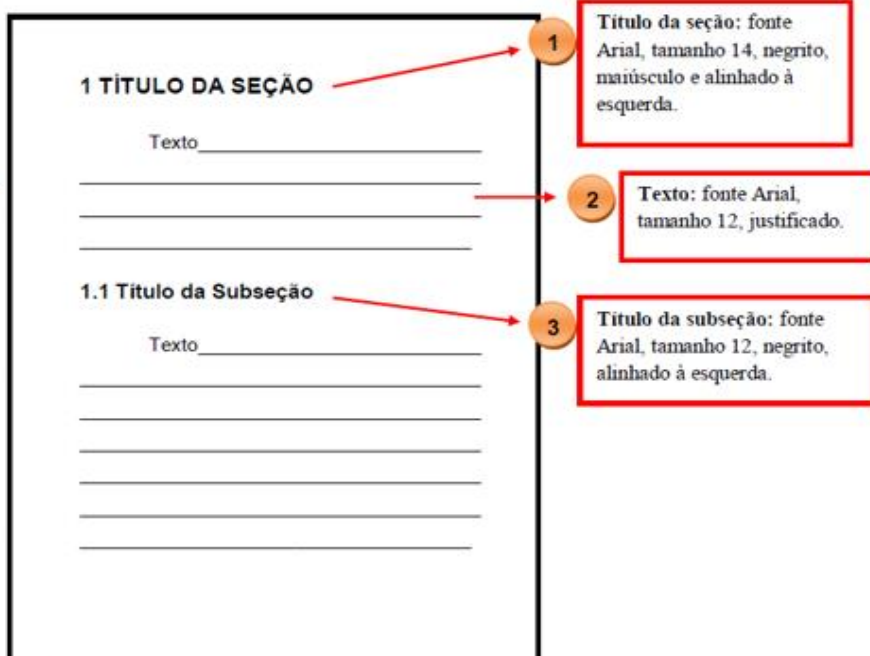 1 TÍTULO DA SEÇÃO
Texto
1.1 Título da Subseção
Texto
1
Título da seção: fonte
Arial, tamanho 14, negrito,
maiúsculo e alinhado à
esquerda.
2
Texto: fonte Arial,
tamanho 12, justificado.
3
Título da subseção: fonte
Arial, tamanho 12, negrito,
alinhado à esquerda.